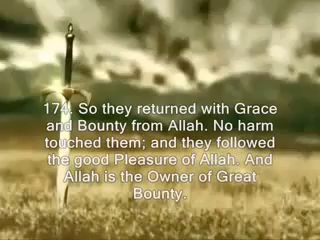 174. So they returned with Grace
and Bounty from Allah. No harm
touched them; and they followed
the good Pleasure of Allah. And
Allah is the Owner of Great
Bounty.